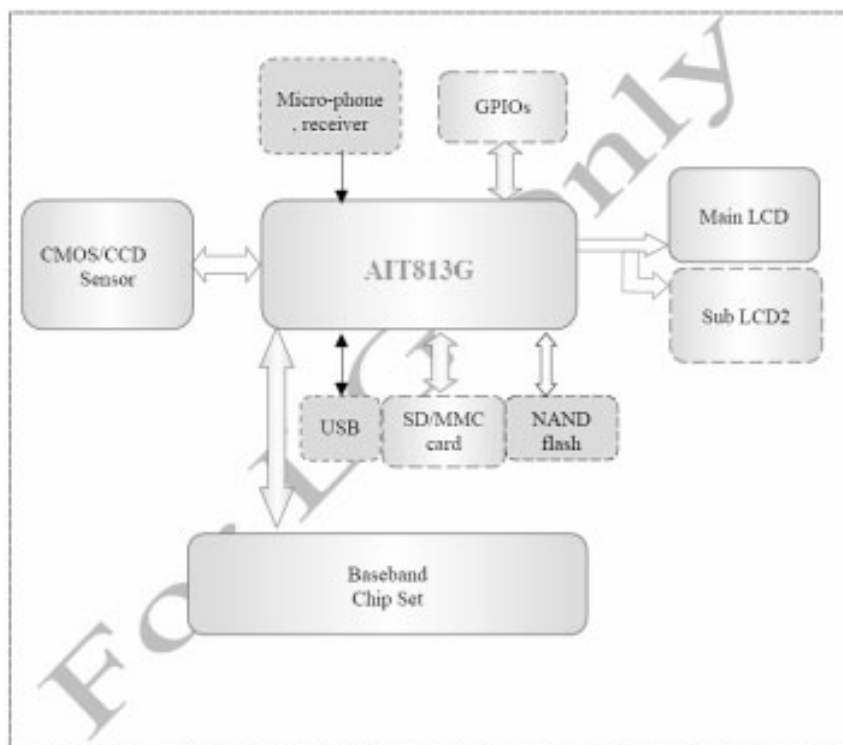 Micro-phone
, receiver
GPIOs
CMOS/CCD
Sensor
AIT813G
Main LCD
Sub LCD2
USB
SD/MMC
card
NAND
flash
Baseband
Chip Set
For LG Only